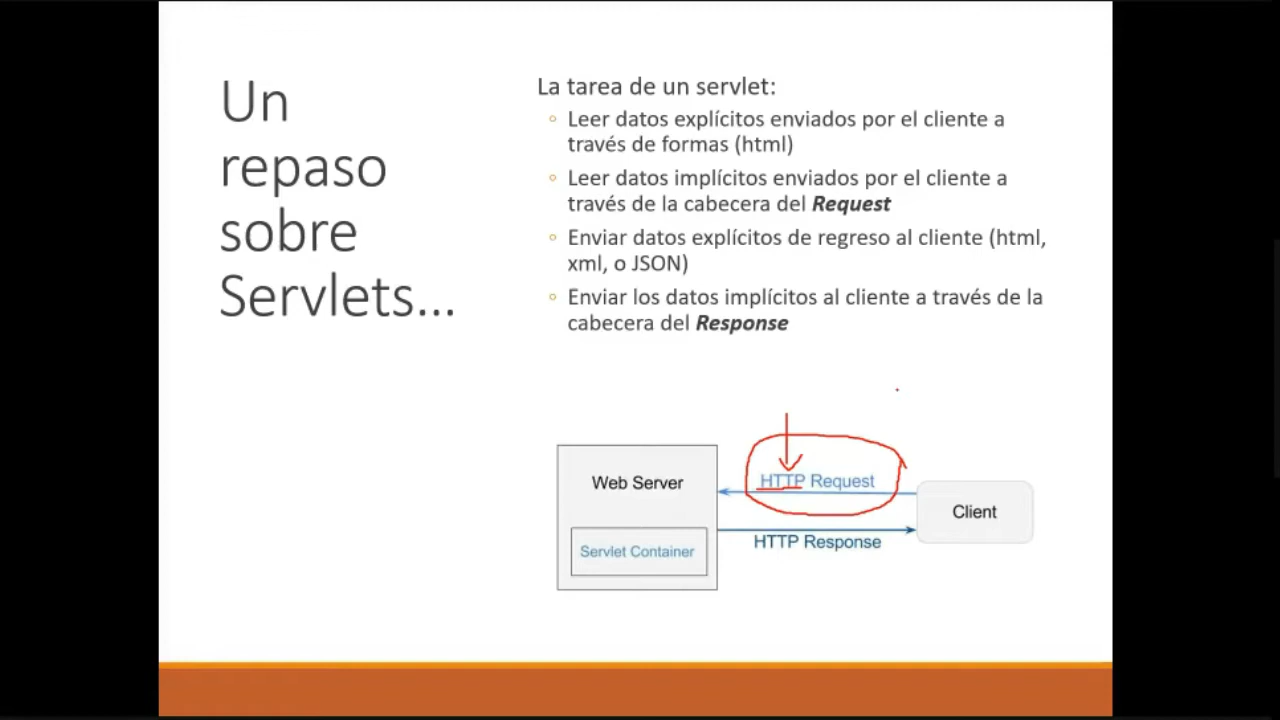 Un
repaso
sobre
Servlets...
La tarea de un servlet:
Leer datos explícitos enviados por el cliente a
través de formas (html)
Leer datos implícitos enviados por el cliente a
través de la cabecera del Request
Enviar datos explícitos de regreso al cliente (html,
xml, o JSON)
Enviar los datos implícitos al cliente a través de la
cabecera del Response
Web Server
Servlet Container
HTTP Request
HTTP Response
Client